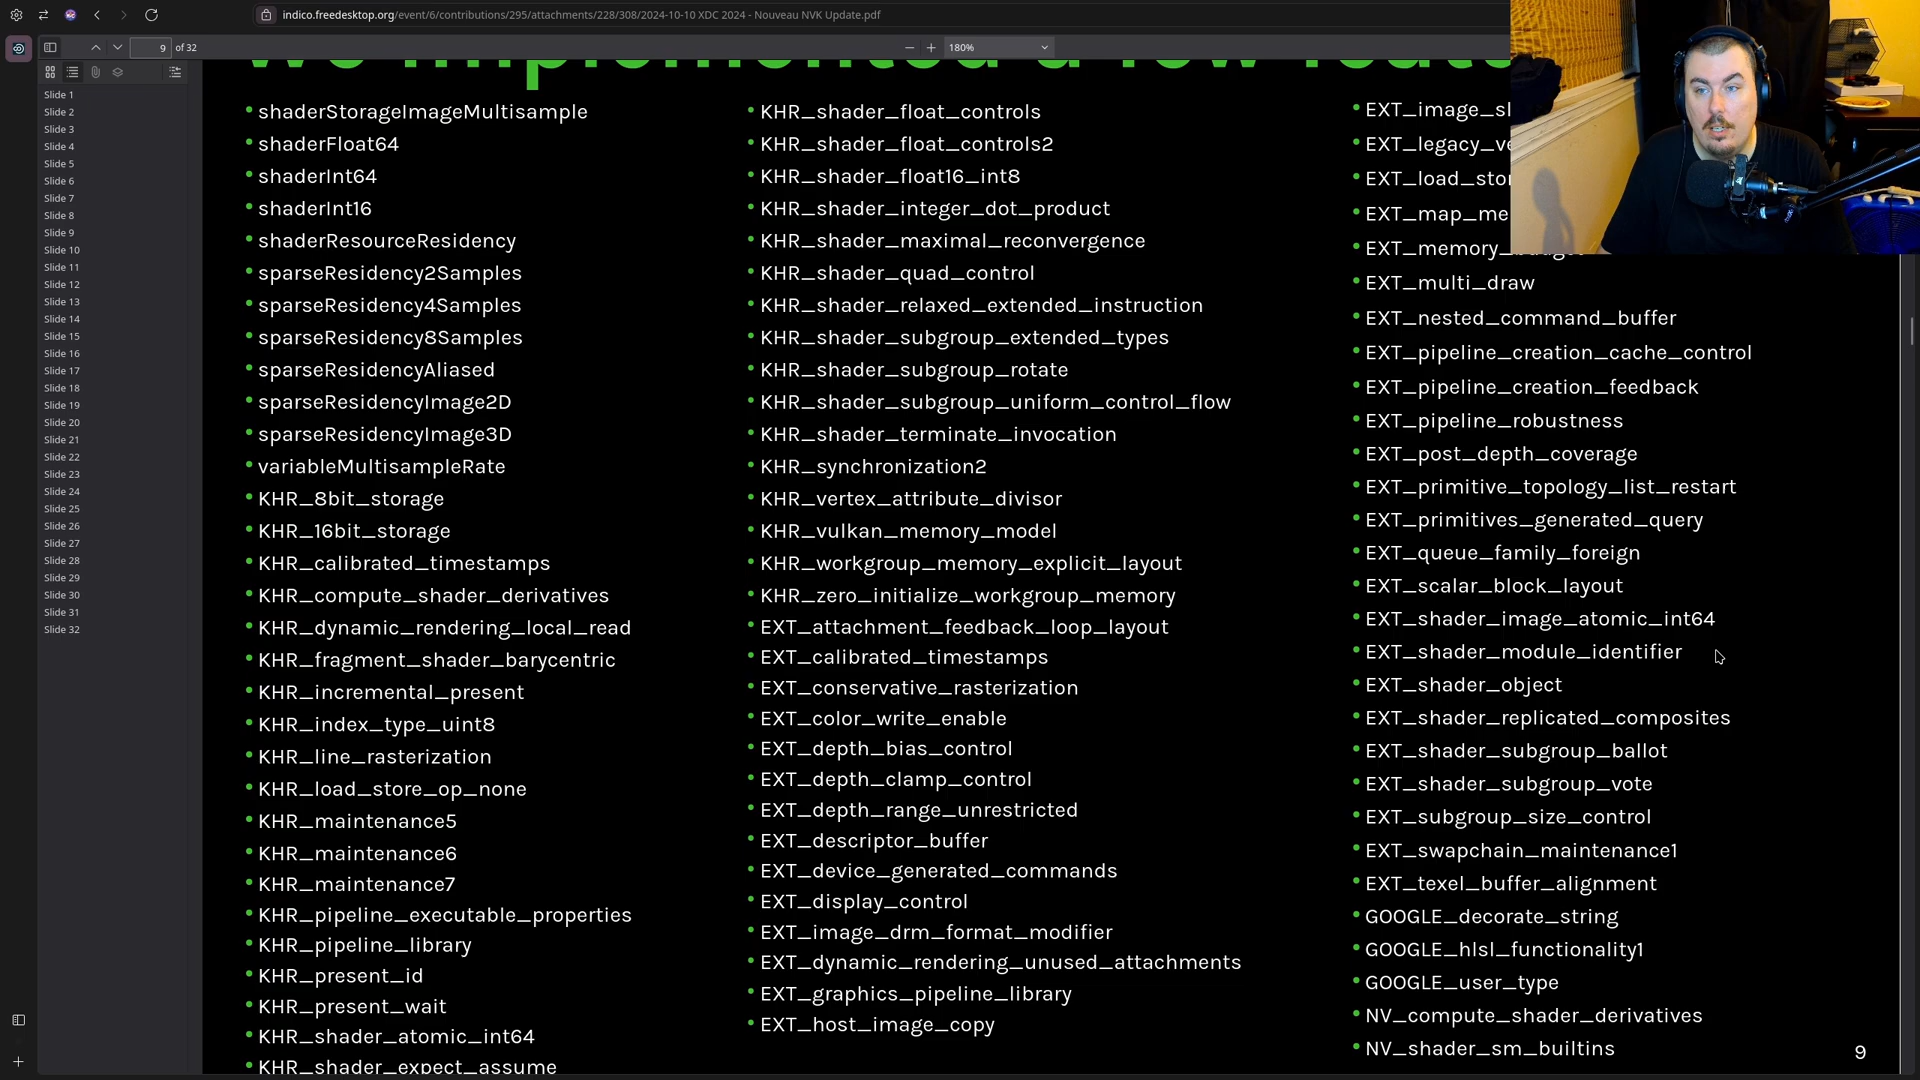 indico.freedesktop.org/event/6/contributions/295/attachments/228/308/2024-10-10 XDC 2024 - Nouveau NVK Update.pdf
9 of 32
180%
Slide 1
Slide 2
Slide 3
Slide 4
Slide 5
Slide 6
Slide 7
Slide 8
Slide 9
Slide 10
Slide 11
Slide 12
Slide 13
Slide 14
Slide 15
Slide 16
Slide 17
Slide 18
Slide 19
Slide 20
Slide 21
Slide 22
Slide 23
Slide 24
Slide 25
Slide 26
Slide 27
Slide 28
Slide 29
Slide 30
Slide 31
Slide 32
We implemented a few
shaderStorageImageMultisample
shaderFloat64
shaderInt64
shaderInt16
shaderResourceResidency
sparseResidency2Samples
sparseResidency4Samples
sparseResidency8Samples
sparseResidencyAliased
sparseResidencyImage2D
sparseResidencyImage3D
variableMultisampleRate
KHR_8bit_storage
KHR_16bit_storage
KHR_calibrated_timestamps
KHR_compute_shader_derivatives
KHR_dynamic_rendering_local_read
KHR_fragment_shader_barycentric
KHR_incremental_present
KHR_index_type_uint8
KHR_line_rasterization
KHR_load_store_op_none
KHR_maintenance5
KHR_maintenance6
KHR_maintenance7
KHR_pipeline_executable_properties
KHR_pipeline_library
KHR_present_id
KHR_present_wait
KHR_shader_atomic_int64
KHR_shader_expect_assume
KHR_shader_float_controls
KHR_shader_float_controls2
KHR_shader_float16_int8
KHR_shader_integer_dot_product
KHR_shader_maximal_reconvergence
KHR_shader_quad_control
KHR_shader_relaxed_extended_instruction
KHR_shader_subgroup_extended_types
KHR_shader_subgroup_rotate
KHR_shader_subgroup_uniform_control_flow
KHR_shader_terminate_invocation
KHR_synchronization2
KHR_vertex_attribute_divisor
KHR_vulkan_memory_model
KHR_workgroup_memory_explicit_layout
KHR_zero_initialize_workgroup_memory
EXT_attachment_feedback_loop_layout
EXT_calibrated_timestamps
EXT_conservative_rasterization
EXT_color_write_enable
EXT_depth_bias_control
EXT_depth_clamp_control
EXT_depth_range_unrestricted
EXT_descriptor_buffer
EXT_device_generated_commands
EXT_display_control
EXT_image_drm_format_modifier
EXT_dynamic_rendering_unused_attachments
EXT_graphics_pipeline_library
EXT_host_image_copy
EXT_image_sl
EXT_legacy_ve
EXT_load_stor
EXT_map_me
EXT_memory_budget
EXT_multi_draw
EXT_nested_command_buffer
EXT_pipeline_creation_cache_control
EXT_pipeline_creation_feedback
EXT_pipeline_robustness
EXT_post_depth_coverage
EXT_primitive_topology_list_restart
EXT_primitives_generated_query
EXT_queue_family_foreign
EXT_scalar_block_layout
EXT_shader_image_atomic_int64
EXT_shader_module_identifier
EXT_shader_object
EXT_shader_replicated_composites
EXT_shader_subgroup_ballot
EXT_shader_subgroup_vote
EXT_subgroup_size_control
EXT_swapchain_maintenance1
EXT_texel_buffer_alignment
GOOGLE_decorate_string
GOOGLE_hlsl_functionality1
GOOGLE_user_type
NV_compute_shader_derivatives
NV_shader_sm_builtins
9